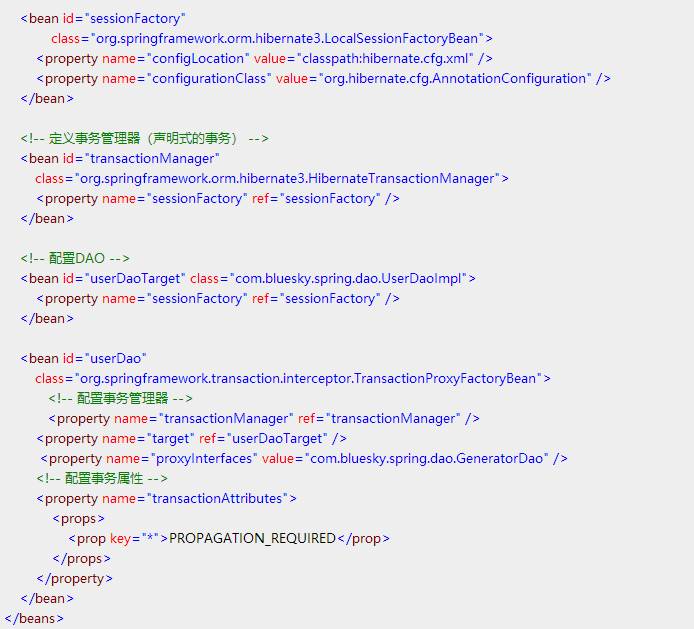 <bean id="sessionFactory"
class="org.springframework.orm.hibernate3.LocalSessionFactoryBean">
<property name="configLocation" value="classpath:hibernate.cfg.xml" />
<property name="configurationClass" value="org.hibernate.cfg.AnnotationConfiguration" />
</bean>
<!-- 定义事务管理器（声明式的事务） -->
<bean id="transactionManager"
class="org.springframework.orm.hibernate3.HibernateTransactionManager">
<property name="sessionFactory" ref="sessionFactory" />
</bean>
<!-- 配置DAO -->
<bean id="userDaoTarget" class="com.bluesky.spring.dao.UserDaoImpl">
<property name="sessionFactory" ref="sessionFactory" />
</bean>
<bean id="userDao"
class="org.springframework.transaction.interceptor.TransactionProxyFactoryBean">
<!-- 配置事务管理器 -->
<property name="transactionManager" ref="transactionManager" />
<property name="target" ref="userDaoTarget" />
<property name="proxyInterfaces" value="com.bluesky.spring.dao.GeneratorDao" />
<!-- 配置事务属性 -->
<property name="transactionAttributes">
<props>
<prop key="*">PROPAGATION_REQUIRED</prop>
</props>
</property>
</bean>
</beans>